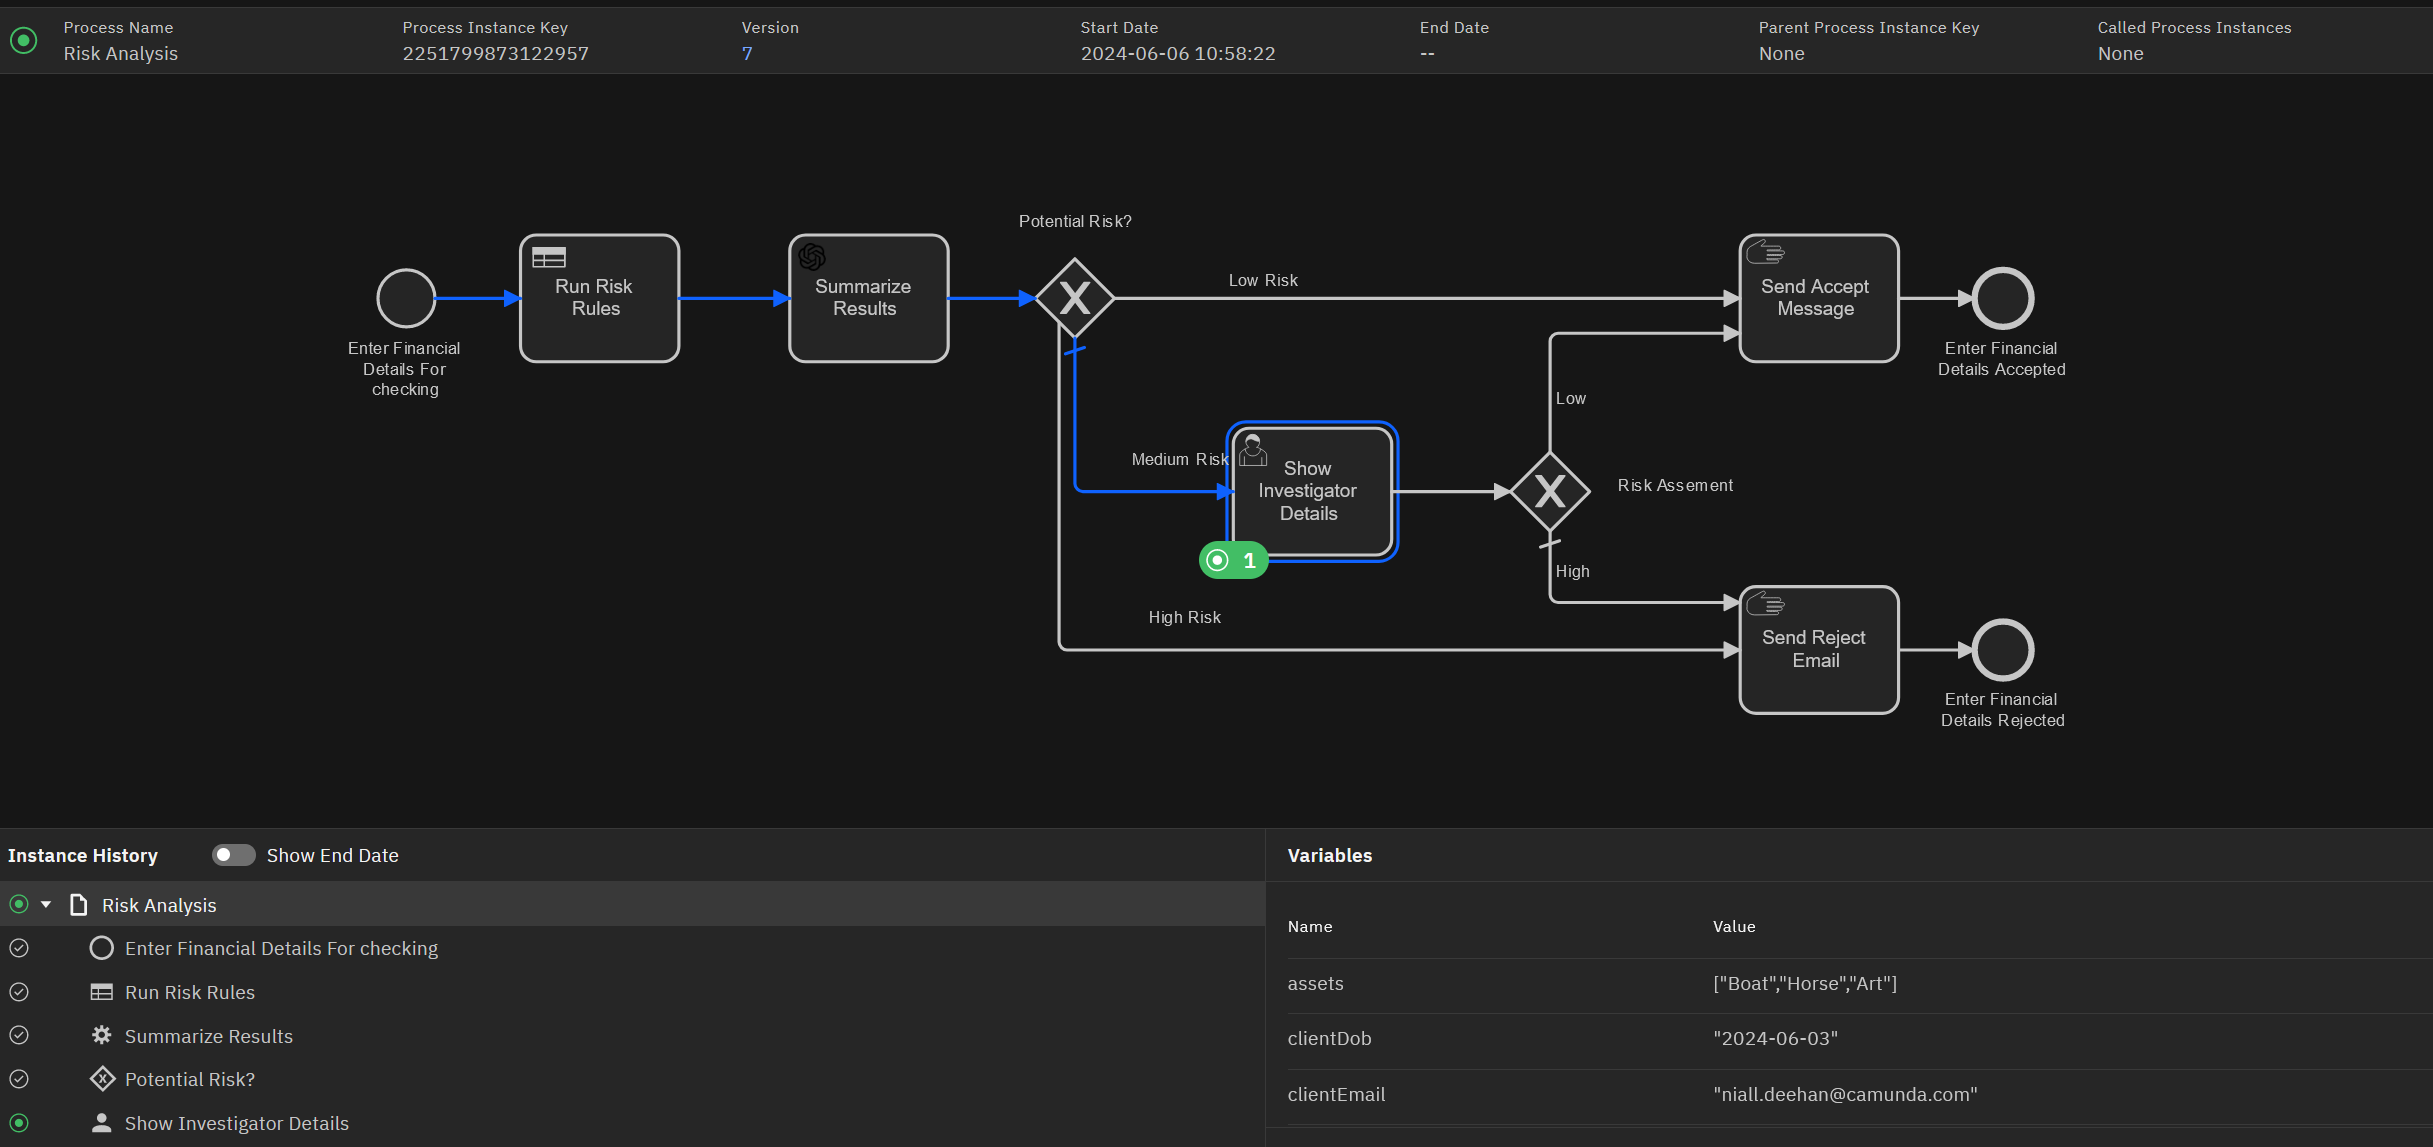 Process Name
Risk Analysis
Process Instance Key
2251799873122957
Version
7
Start Date
2024-06-06 10:58:22
End Date
--
Parent Process Instance Key
None
Called Process Instances
None
Potential Risk?
Run Risk
Rules
Summarize
Results
X
Low Risk
Send Accept
Message
Enter Financial
Details For
checking
Enter Financial
Details Accepted
Low
Medium Risk
Show
Investigator
Details
X
Risk Assement
1
High
High Risk
Send Reject
Email
Enter Financial
Details Rejected
Instance History
Show End Date
Risk Analysis
Enter Financial Details For checking
Run Risk Rules
Summarize Results
Potential Risk?
Show Investigator Details
Variables
Name
Value
assets
["Boat","Horse","Art"]
clientDob
"2024-06-03"
clientEmail
"niall.deehan@camunda.com"